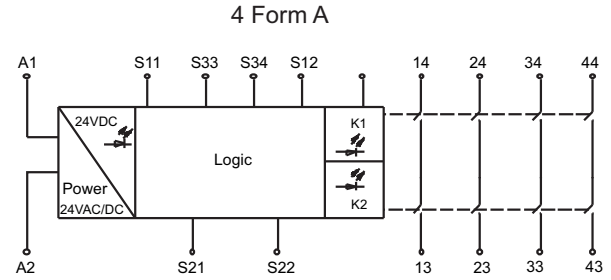 4 Form A
A1 S11 S33 S34 S12 14 24 34 44
24VDC
K1
Logic
Power
24VAC/DC
K2
A2 S21 S22 13 23 33 43